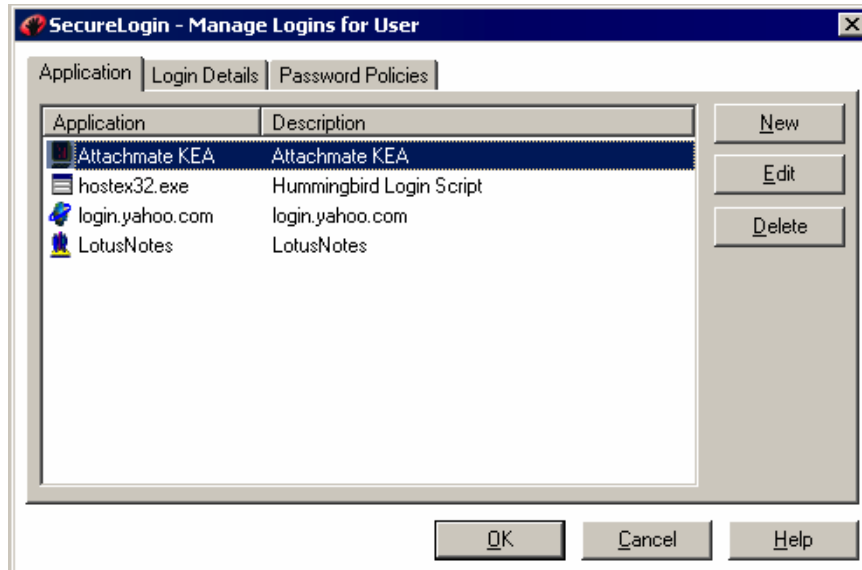 SecureLogin - Manage Logins for User
Application Login Details Password Policies
Application Description
Attachmate KEA Attachmate KEA
hostex32.exe Hummingbird Login Script
login.yahoo.com login.yahoo.com
LotusNotes LotusNotes
New
Edit
Delete
OK Cancel Help